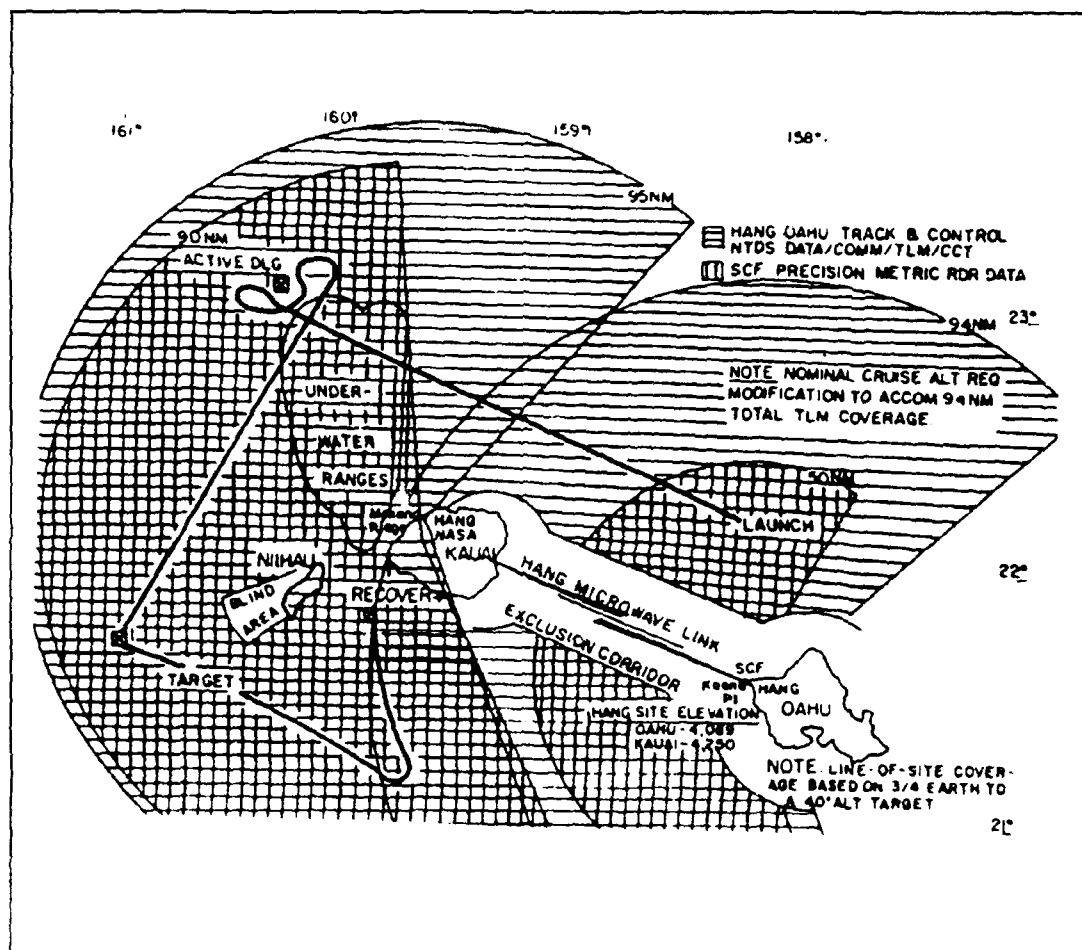 161°
160°
159°
158°
95NM
HANG OAHU TRACK & CONTROL
NTDS DATA/COMM/TLM/CCT
SCF PRECISION METRIC RDR DATA
90NM
ACTIVE DLG
94NM
23°
NOTE NOMINAL CRUISE ALT REQ
MODIFICATION TO ACCOM 94NM
TOTAL TLM COVERAGE
UNDER-
WATER
RANGES
50NM
LAUNCH
HANG
NASA
KAUAI
NIIHAU
BLIND
AREA
RECOVER
22°
HANG MICROWAVE LINK
EXCLUSION CORRIDOR
TARGET
SCF
Kaena
Pt
HANG
OAHU
HANG SITE ELEVATION
OAHU-4,089
KAUAI-4,250
NOTE. LINE-OF-SITE COVER-
AGE BASED ON 3/4 EARTH TO
A 40° ALT TARGET
21°